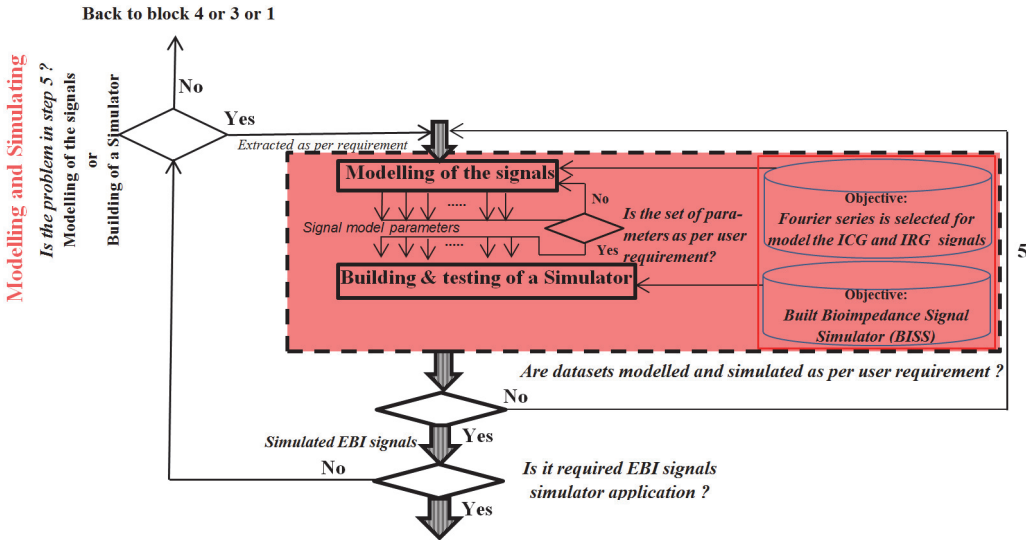 Back to block 4 or 3 or 1
Modelling and Simulating
Is the problem in step 5 ?
Modelling of the signals
or
Building of a Simulator
No
Yes
Extracted as per requirement
Modelling of the signals
.....
Signal model parameters
.....
No
Yes
Is the set of para-
meters as per user
requirement?
Building & testing of a Simulator
Objective:
Fourier series is selected for
model the ICG and IRG signals
Objective:
Built Bioimpedance Signal
Simulator (BISS)
5
Are datasets modelled and simulated as per user requirement ?
No
Yes
Simulated EBI signals
No
Is it required EBI signals
simulator application ?
Yes